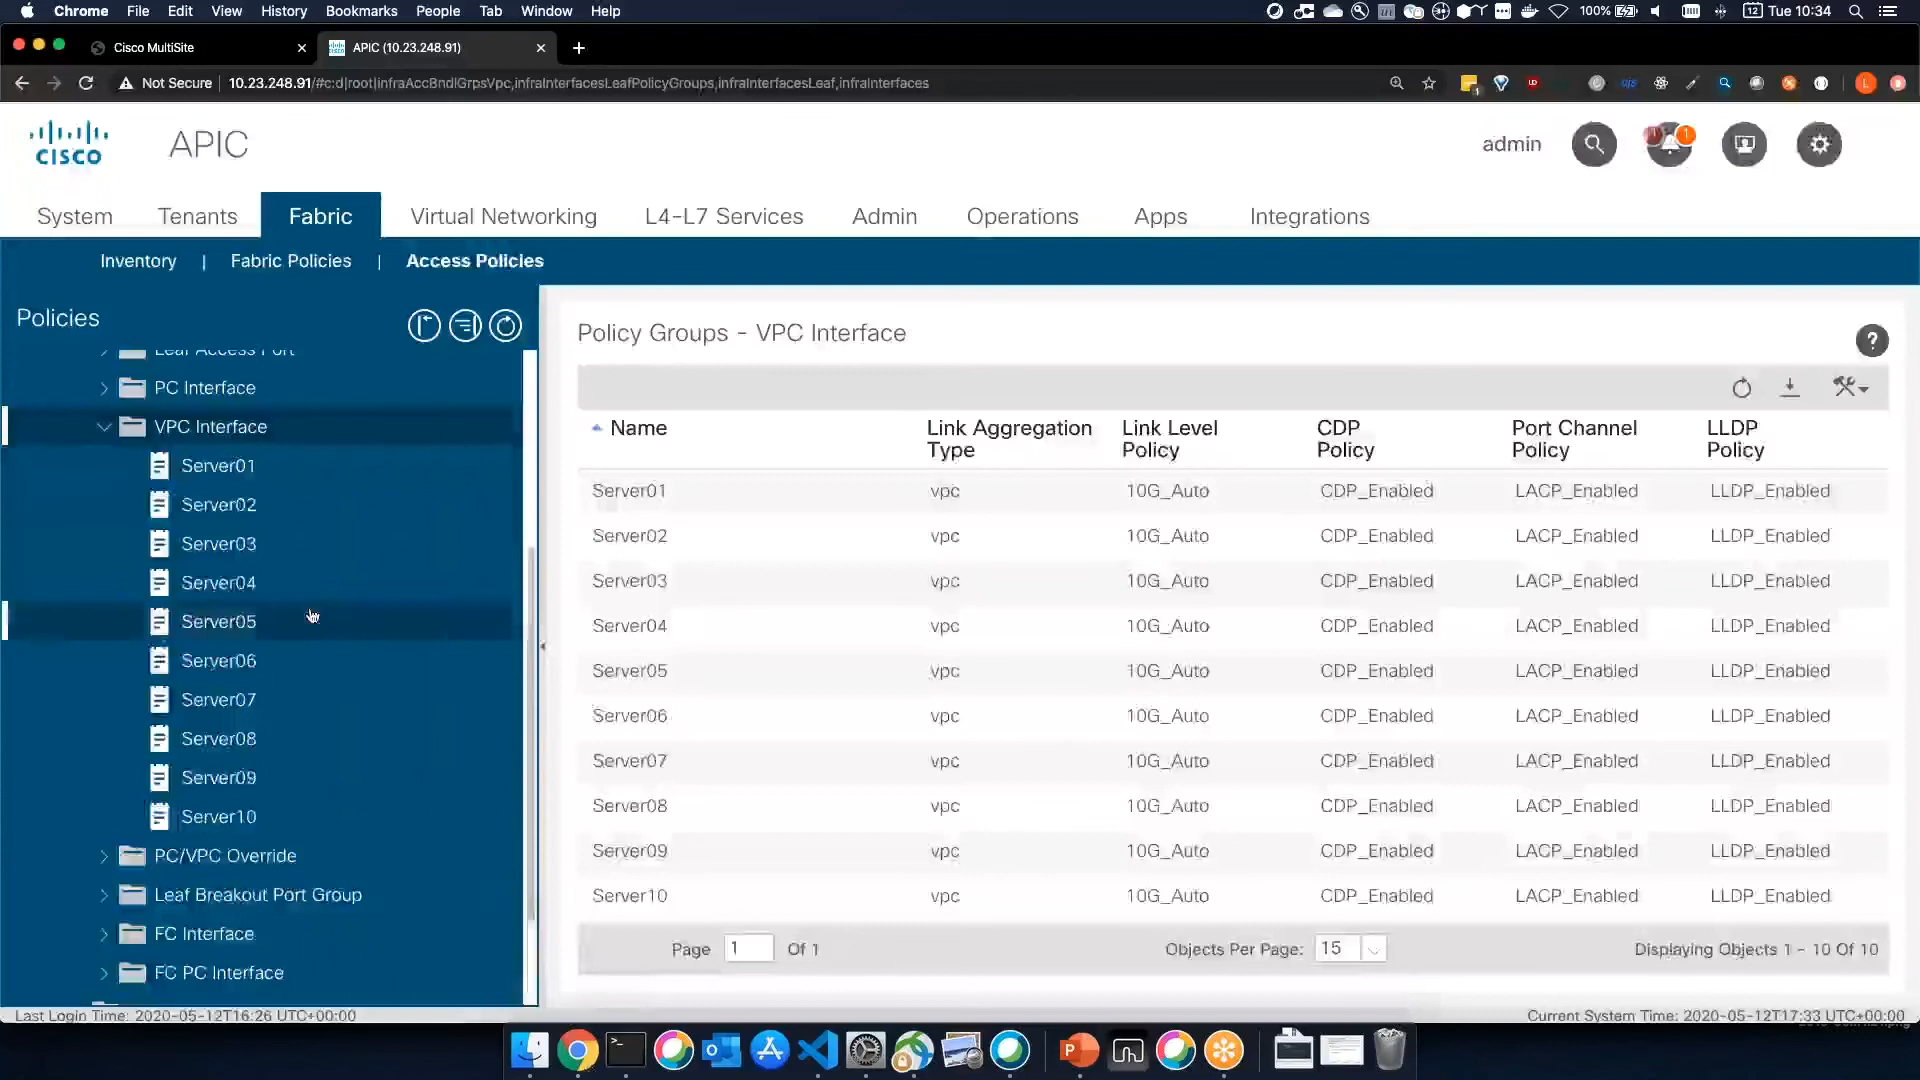 Chrome File Edit View History Bookmarks People Tab Window Help 100% Tue 10:34
Cisco MultiSite APIC (10.23.248.91)
Not Secure 10.23.248.91/#c:d|root|infraAccBndlGrpsVpc,infraInterfacesLeafPolicyGroups,infraInterfacesLeaf,infraInterfaces
CISCO APIC admin 1
System Tenants Fabric Virtual Networking L4-L7 Services Admin Operations Apps Integrations
Inventory | Fabric Policies | Access Policies
Policies
Leaf Access Port
PC Interface
VPC Interface
Server01
Server02
Server03
Server04
Server05
Server06
Server07
Server08
Server09
Server10
PC/VPC Override
Leaf Breakout Port Group
FC Interface
FC PC Interface
Policy Groups - VPC Interface
Name Link Aggregation Type Link Level Policy CDP Policy Port Channel Policy LLDP Policy
Server01 vpc 10G_Auto CDP_Enabled LACP_Enabled LLDP_Enabled
Server02 vpc 10G_Auto CDP_Enabled LACP_Enabled LLDP_Enabled
Server03 vpc 10G_Auto CDP_Enabled LACP_Enabled LLDP_Enabled
Server04 vpc 10G_Auto CDP_Enabled LACP_Enabled LLDP_Enabled
Server05 vpc 10G_Auto CDP_Enabled LACP_Enabled LLDP_Enabled
Server06 vpc 10G_Auto CDP_Enabled LACP_Enabled LLDP_Enabled
Server07 vpc 10G_Auto CDP_Enabled LACP_Enabled LLDP_Enabled
Server08 vpc 10G_Auto CDP_Enabled LACP_Enabled LLDP_Enabled
Server09 vpc 10G_Auto CDP_Enabled LACP_Enabled LLDP_Enabled
Server10 vpc 10G_Auto CDP_Enabled LACP_Enabled LLDP_Enabled
Page 1 Of 1 Objects Per Page: 15 Displaying Objects 1 - 10 Of 10
Last Login Time: 2020-05-12T16:26 UTC+00:00 Current System Time: 2020-05-12T17:33 UTC+00:00